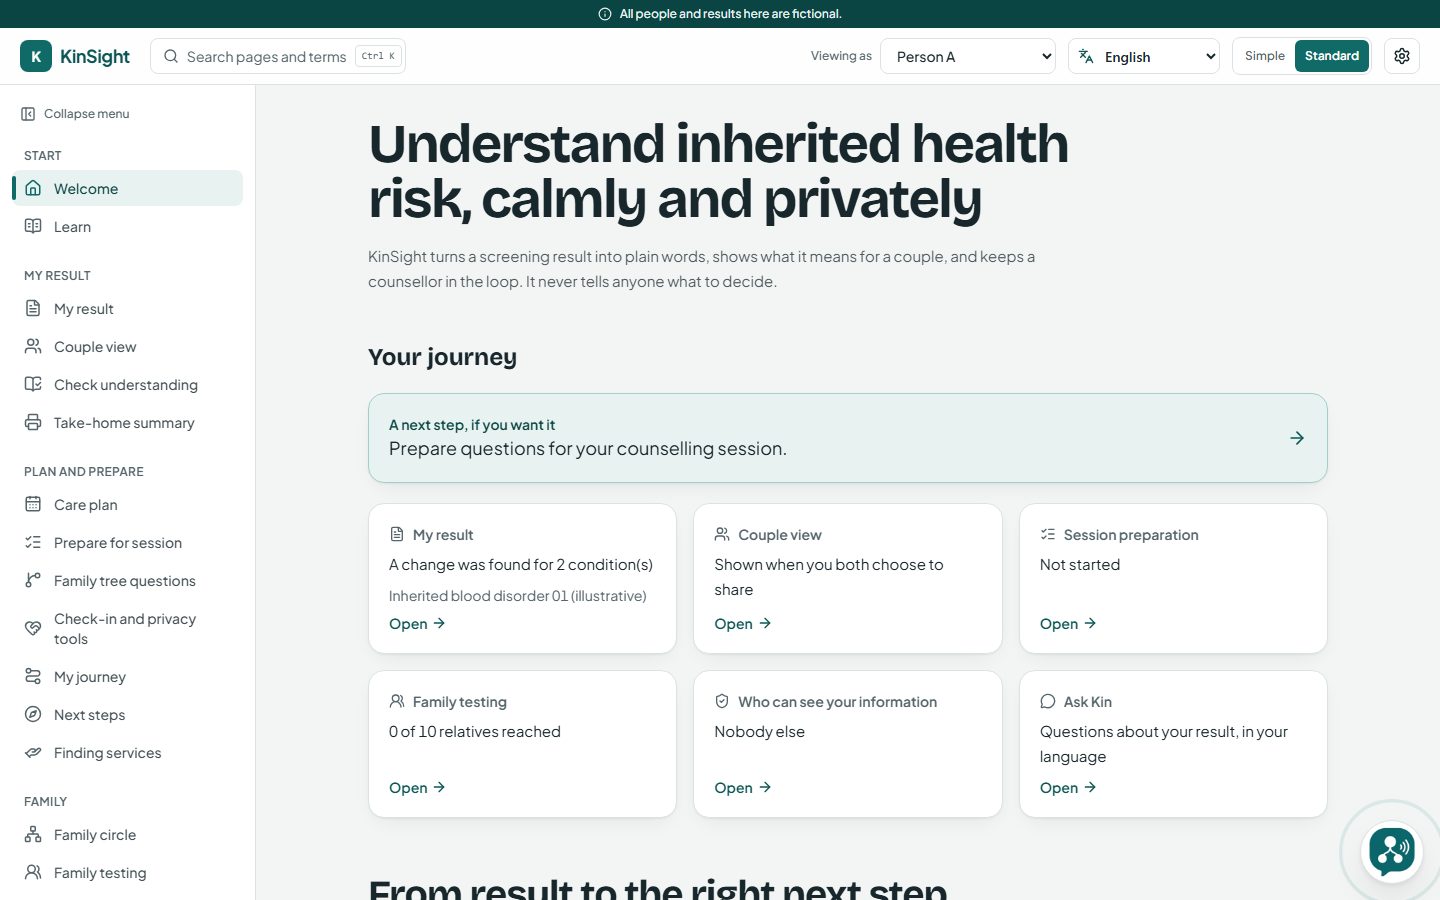 All people and results here are fictional.
K
KinSight
Search pages and terms
Ctrl K
Viewing as
Person A
English
Simple
Standard
Collapse menu
START
Welcome
Learn
MY RESULT
My result
Couple view
Check understanding
Take-home summary
PLAN AND PREPARE
Care plan
Prepare for session
Family tree questions
Check-in and privacy
tools
My journey
Next steps
Finding services
FAMILY
Family circle
Family testing
Understand inherited health
risk, calmly and privately
KinSight turns a screening result into plain words, shows what it means for a couple, and keeps a
counsellor in the loop. It never tells anyone what to decide.
Your journey
A next step, if you want it
Prepare questions for your counselling session.
My result
A change was found for 2 condition(s)
Inherited blood disorder 01 (illustrative)
Open
Couple view
Shown when you both choose to
share
Open
Session preparation
Not started
Open
Family testing
0 of 10 relatives reached
Open
Who can see your information
Nobody else
Open
Ask Kin
Questions about your result, in your
language
Open
From result to the right next step